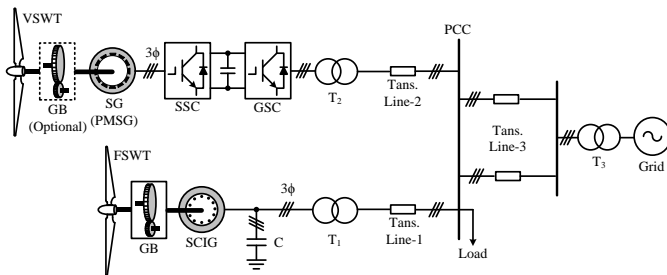 VSWT
PCC
3ϕ
GB
(Optional)
SG
(PMSG)
SSC
GSC
T2
Tans.
Line-2
Tans.
Line-3
T3
Grid
FSWT
3ϕ
GB
SCIG
C
T1
Tans.
Line-1
Load